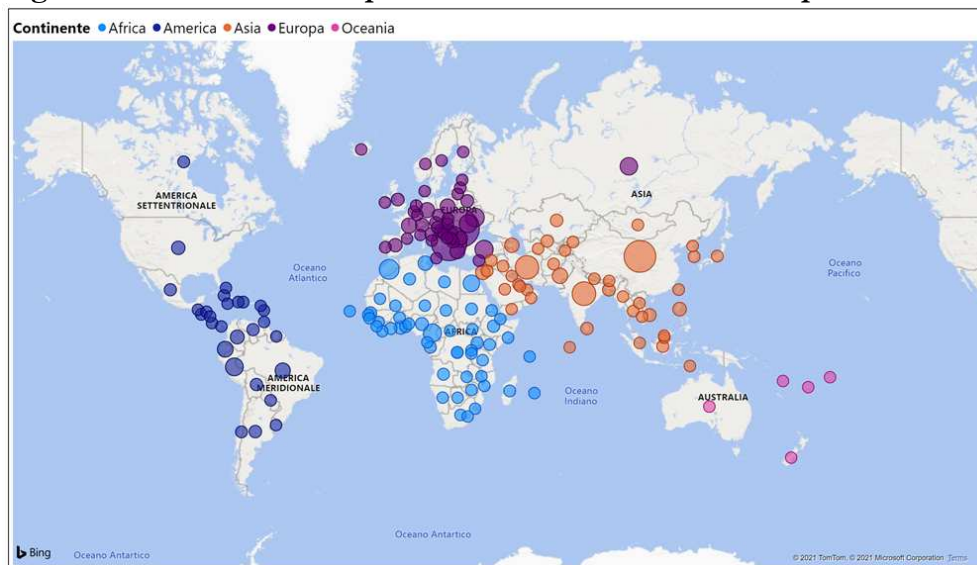 Continente Africa America Asia Europa Oceania
AMERICA
SETTENTRIONALE
ASIA
EUROPA
Oceano
Atlantico
Oceano
Pacifico
AFRICA
AMERICA
MERIDIONALE
Oceano
Indiano
AUSTRALIA
Oceano Antartico
Bing
Oceano Antartico
© 2021 TomTom, © 2021 Microsoft Corporation Terms